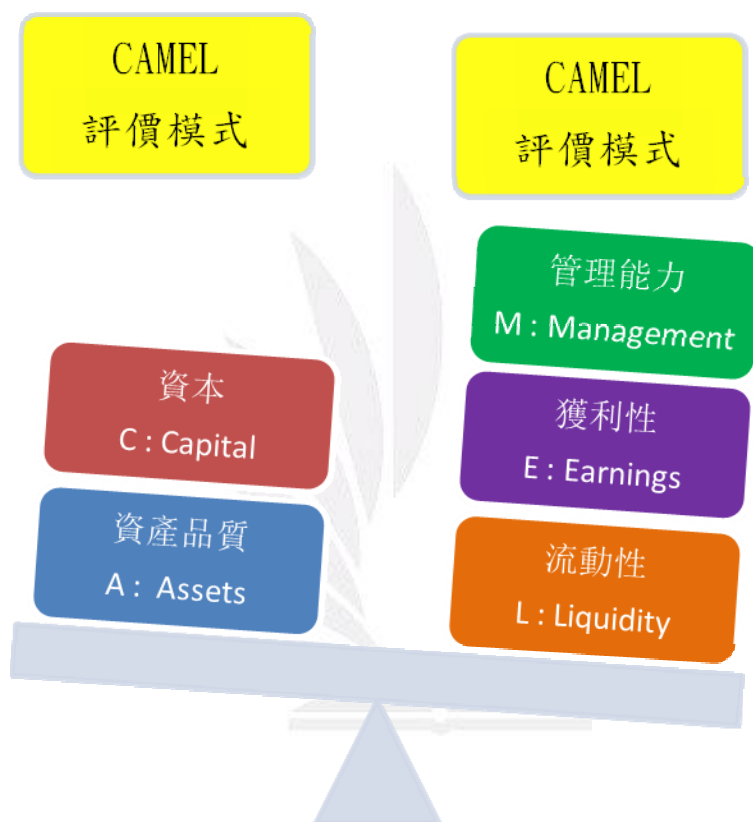 CAMEL
評價模式
資本
C : Capital
資產品質
A : Assets
CAMEL
評價模式
管理能力
M : Management
獲利性
E : Earnings
流動性
L : Liquidity